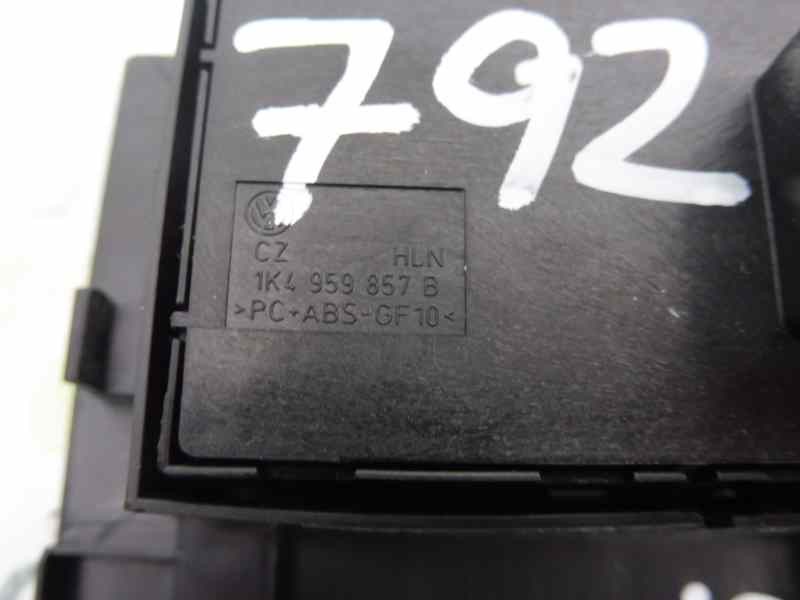 792
CZ HLN
1K4 959 857 B
>PC+ABS-GF10<